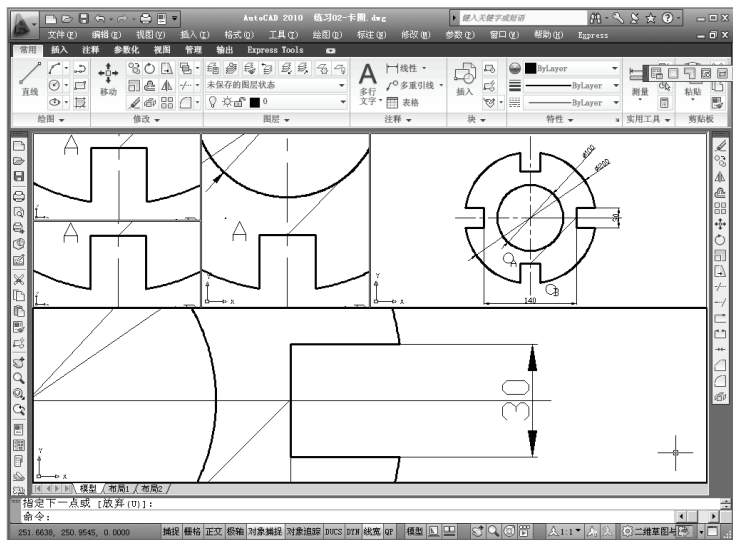 AutoCAD 2010 练习02-卡圈.dwg
键入关键字或短语
文件(F) 编辑(E) 视图(V) 插入(I) 格式(O) 工具(T) 绘图(D) 标注(N) 修改(M) 参数(P) 窗口(W) 帮助(H) Express
常用 插入 注释 参数化 视图 管理 输出 Express Tools
直线 移动 未保存的图层状态 0 A 多行文字 线性 多重引线 表格 插入 ByLayer ByLayer ByLayer 测量 粘贴
绘图 修改 图层 注释 块 特性 实用工具 剪贴板
A
A
A
Ø100
Ø200
30
A
B
140
Y
X
30
模型 布局1 布局2
指定下一点或 [放弃(U)]:
命令:
251.6638, 250.9545, 0.0000 捕捉 栅格 正交 极轴 对象捕捉 对象追踪 DUCS DYN 线宽 QP 模型 1:1 二维草图与